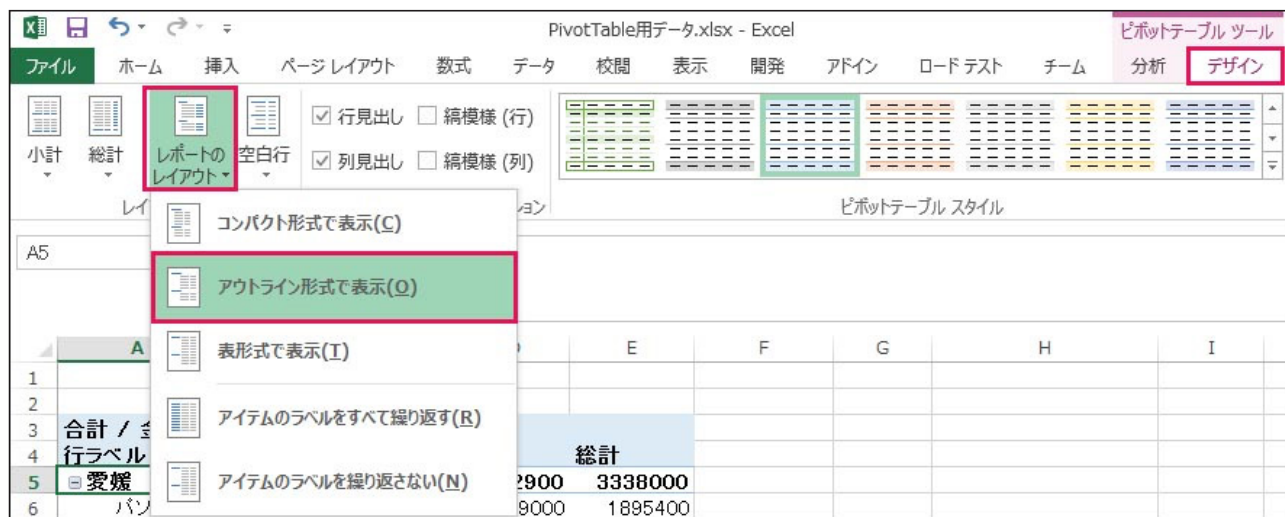 PivotTable用データ.xlsx - Excel
ピボットテーブル ツール
ファイル ホーム 挿入 ページ レイアウト 数式 データ 校閲 表示 開発 アドイン ロード テスト チーム 分析 デザイン
小計 総計 レポートの レイアウト 空白行
行見出し 縞模様 (行)
列見出し 縞模様 (列)
ピボットテーブル スタイル
コンパクト形式で表示(C)
A5
アウトライン形式で表示(O)
表形式で表示(T)
アイテムのラベルをすべて繰り返す(R)
アイテムのラベルを繰り返さない(N)
A E F G H I
1
2
3 合計 /
4 行ラベル 総計
5 愛媛 2900 3338000
6 パソ 9000 1895400